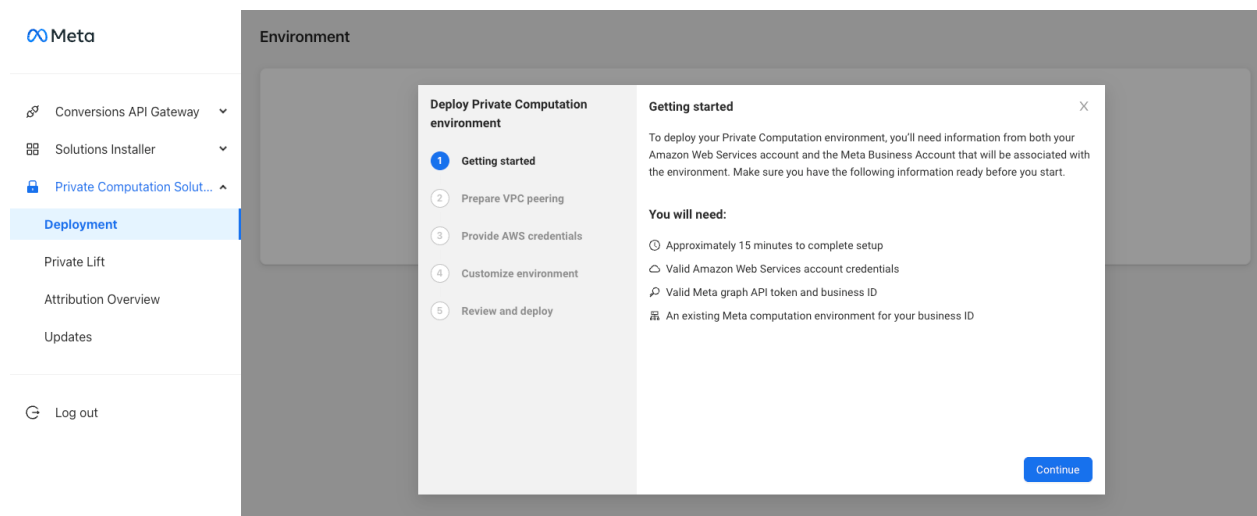 Meta
Conversions API Gateway
Solutions Installer
Private Computation Solut...
Deployment
Private Lift
Attribution Overview
Updates
Log out
Environment
Deploy Private Computation
environment
1 Getting started
2 Prepare VPC peering
3 Provide AWS credentials
4 Customize environment
5 Review and deploy
Getting started
To deploy your Private Computation environment, you'll need information from both your
Amazon Web Services account and the Meta Business Account that will be associated with
the environment. Make sure you have the following information ready before you start.
You will need:
Approximately 15 minutes to complete setup
Valid Amazon Web Services account credentials
Valid Meta graph API token and business ID
An existing Meta computation environment for your business ID
Continue